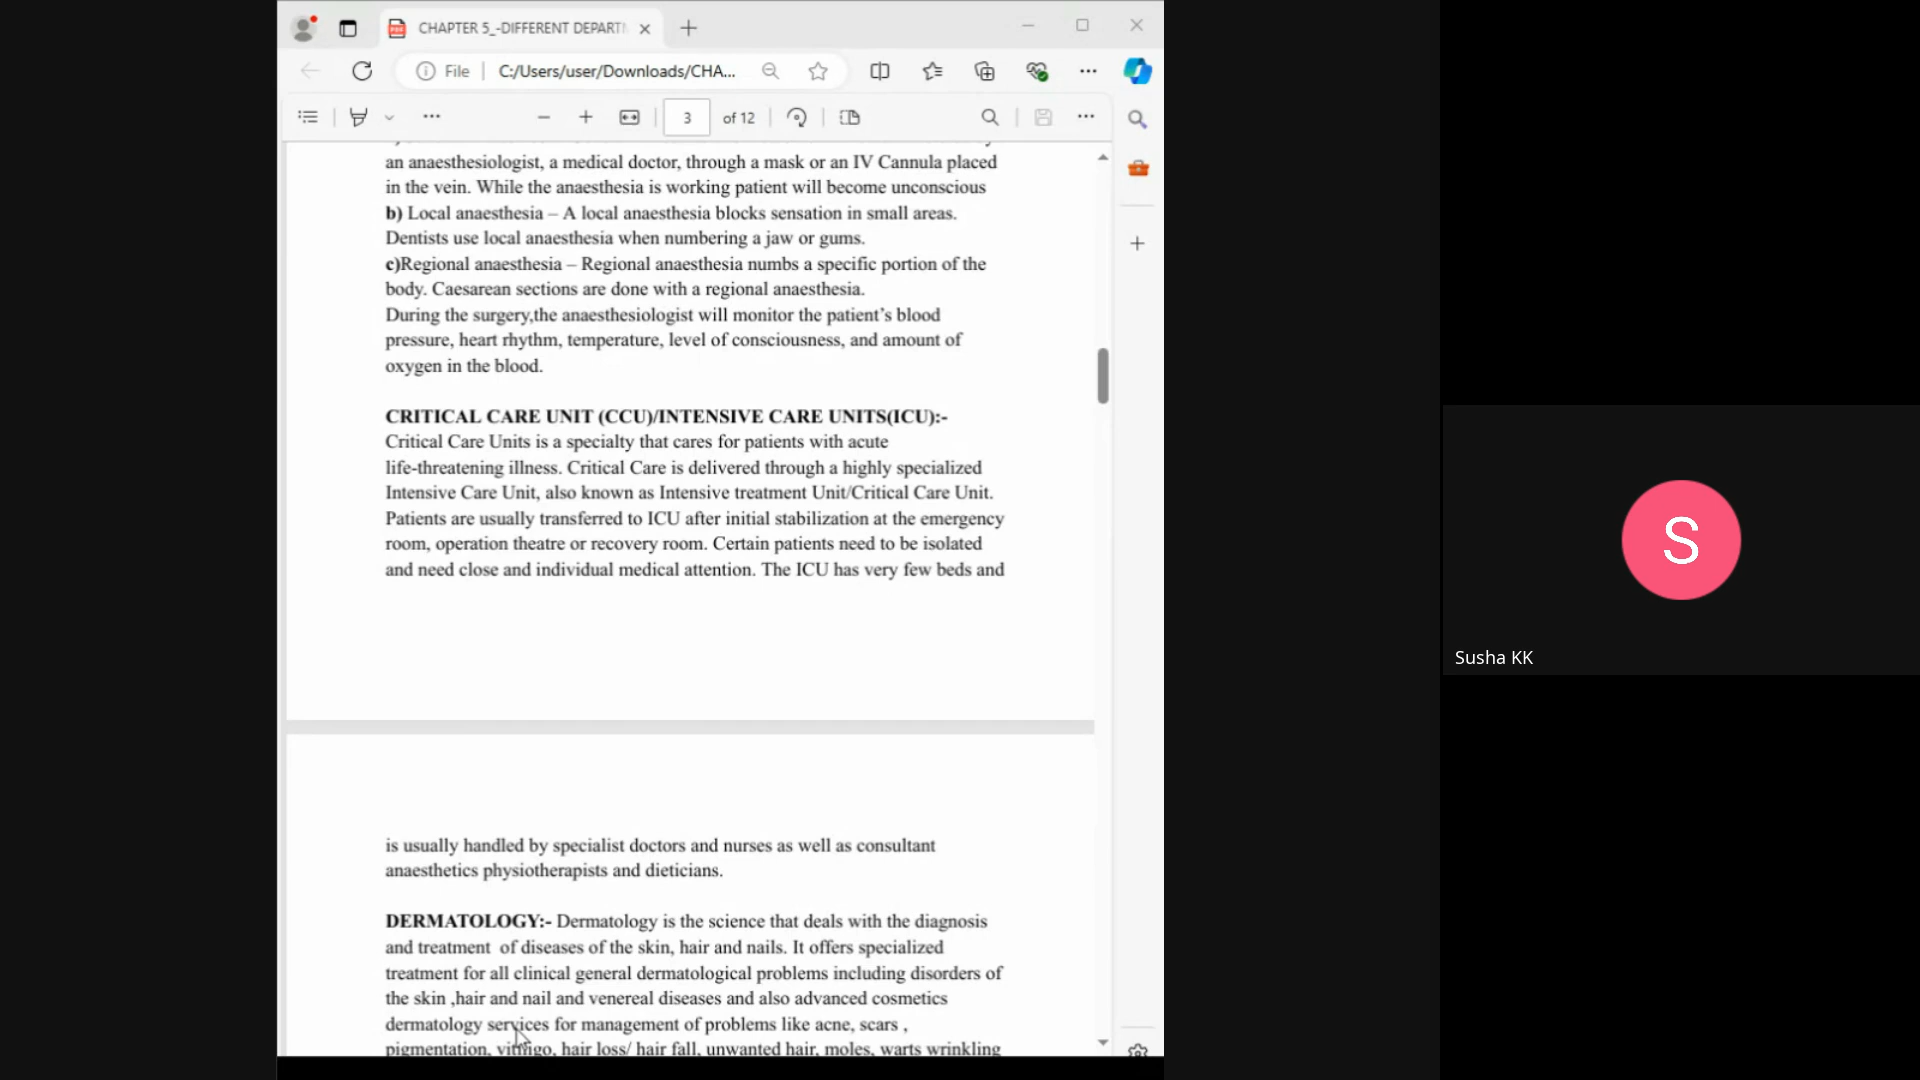 CHAPTER 5_-DIFFERENT DEPART
File
C:/Users/user/Downloads/CHA...
3 of 12
an anaesthesiologist, a medical doctor, through a mask or an IV Cannula placed
in the vein. While the anaesthesia is working patient will become unconscious
b) Local anaesthesia – A local anaesthesia blocks sensation in small areas.
Dentists use local anaesthesia when numbering a jaw or gums.
c)Regional anaesthesia – Regional anaesthesia numbs a specific portion of the
body. Caesarean sections are done with a regional anaesthesia.
During the surgery,the anaesthesiologist will monitor the patient’s blood
pressure, heart rhythm, temperature, level of consciousness, and amount of
oxygen in the blood.
CRITICAL CARE UNIT (CCU)/INTENSIVE CARE UNITS(ICU):-
Critical Care Units is a specialty that cares for patients with acute
life-threatening illness. Critical Care is delivered through a highly specialized
Intensive Care Unit, also known as Intensive treatment Unit/Critical Care Unit.
Patients are usually transferred to ICU after initial stabilization at the emergency
room, operation theatre or recovery room. Certain patients need to be isolated
and need close and individual medical attention. The ICU has very few beds and
is usually handled by specialist doctors and nurses as well as consultant
anaesthetics physiotherapists and dieticians.
DERMATOLOGY:- Dermatology is the science that deals with the diagnosis
and treatment of diseases of the skin, hair and nails. It offers specialized
treatment for all clinical general dermatological problems including disorders of
the skin ,hair and nail and venereal diseases and also advanced cosmetics
dermatology services for management of problems like acne, scars ,
pigmentation, vitiligo, hair loss/ hair fall, unwanted hair, moles, warts wrinkling
S
Susha KK